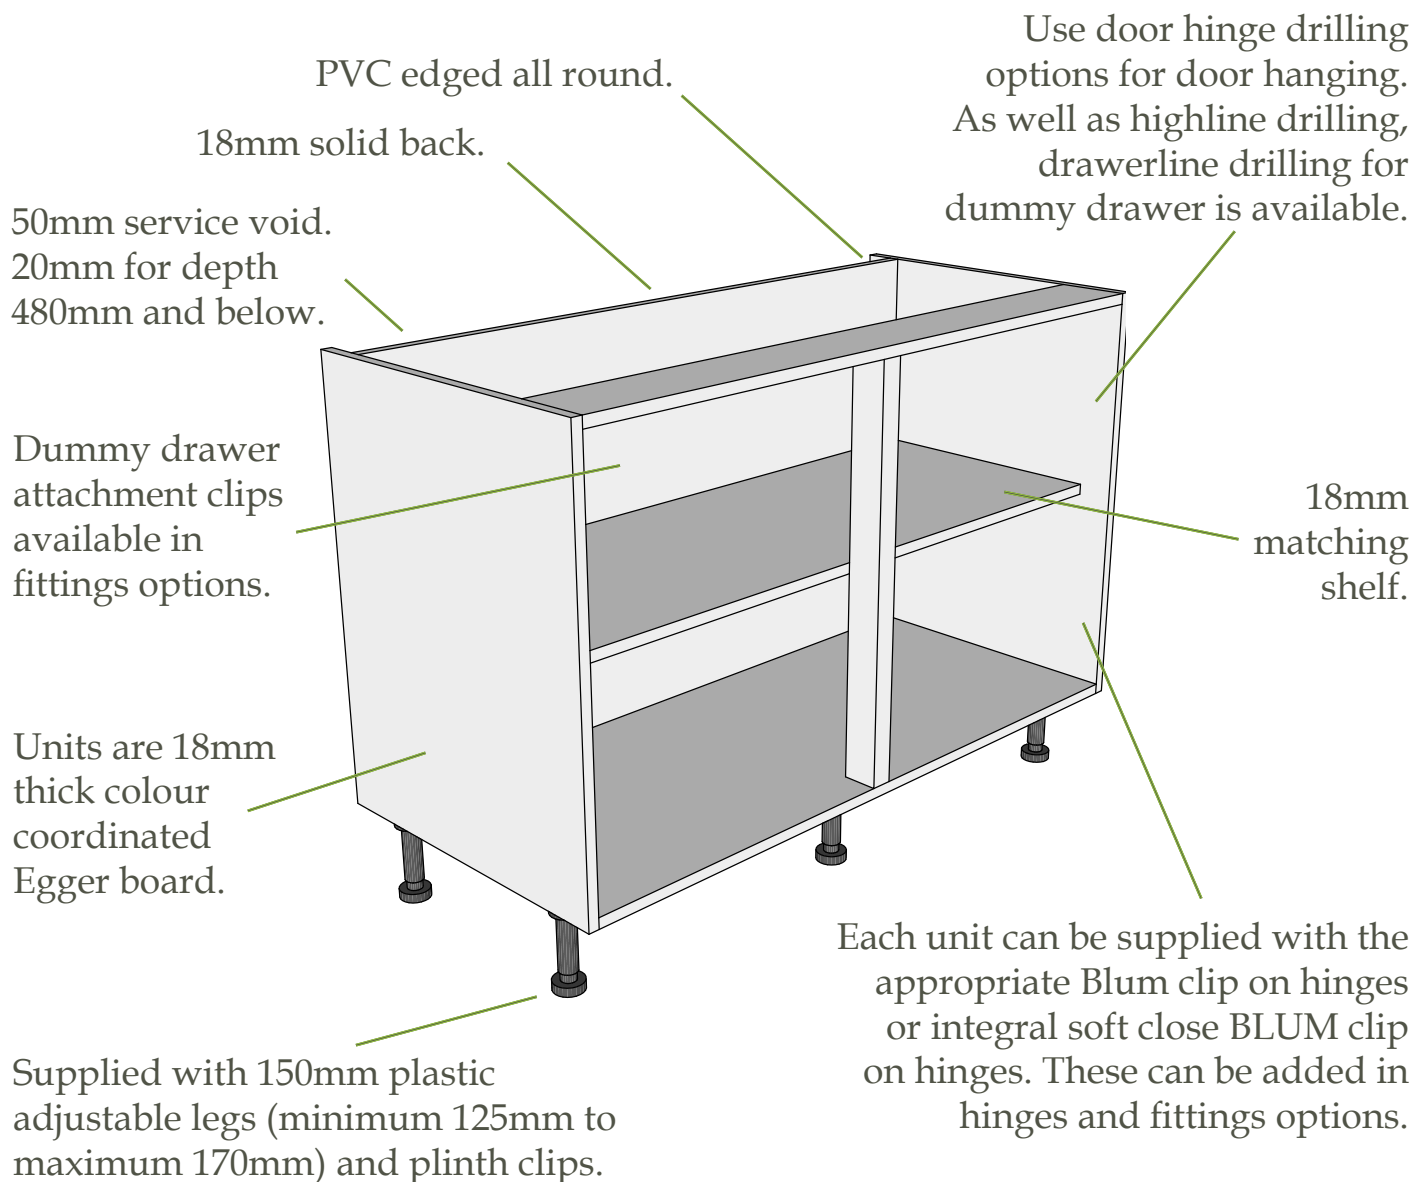 PVC edged all round.
18mm solid back.
50mm service void.
20mm for depth
480mm and below.
Use door hinge drilling
options for door hanging.
As well as highline drilling,
drawerline drilling for
dummy drawer is available.
Dummy drawer
attachment clips
available in
fittings options.
18mm
matching
shelf.
Units are 18mm
thick colour
coordinated
Egger board.
Each unit can be supplied with the
appropriate Blum clip on hinges
or integral soft close BLUM clip
on hinges. These can be added in
hinges and fittings options.
Supplied with 150mm plastic
adjustable legs (minimum 125mm to
maximum 170mm) and plinth clips.